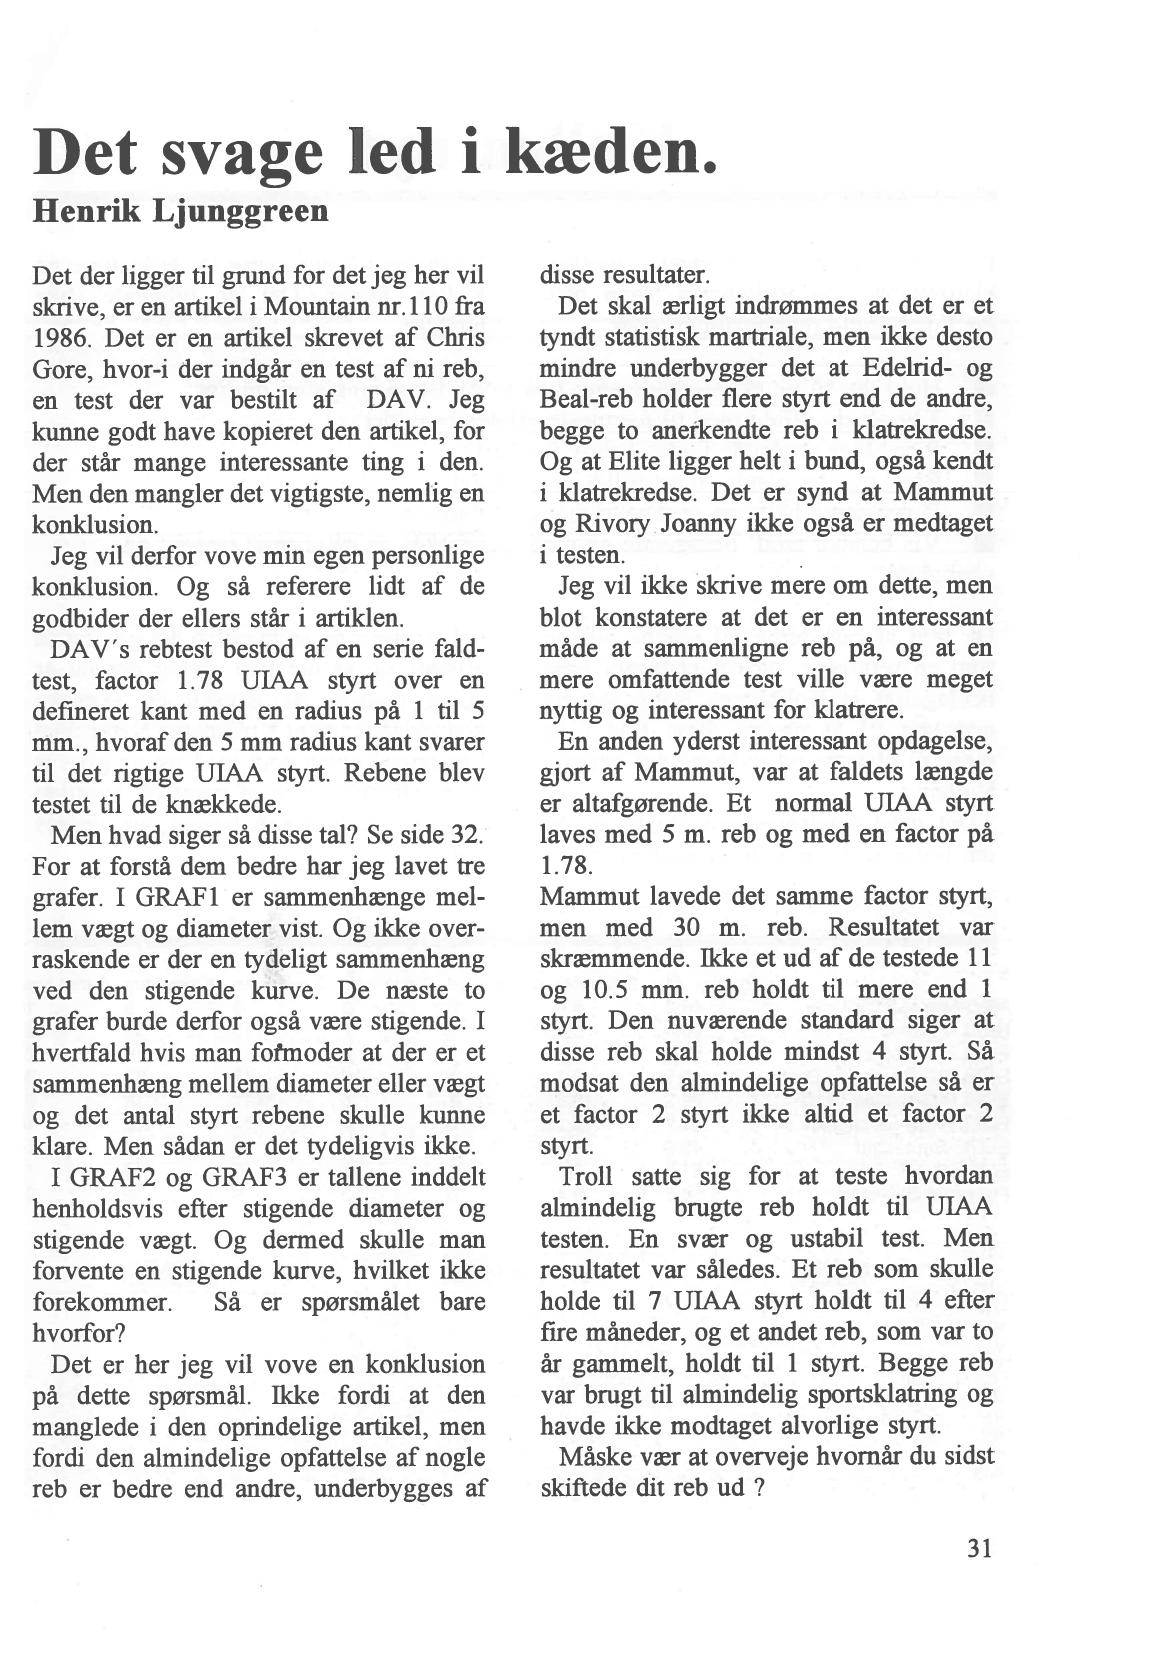 Det svage led i kæden.
Henrik Ljunggreen
Det der ligger til grund for det jeg her vil
skrive, er en artikel i Mountain nr.110 fra
1986. Det er en artikel skrevet af Chris
Gore, hvor-i der indgår en test af ni reb,
en test der var bestilt af DAV. Jeg
kunne godt have kopieret den artikel, for
der står mange interessante ting i den.
Men den mangler det vigtigste, nemlig en
konklusion.
Jeg vil derfor vove min egen personlige
konklusion. Og så referere lidt af de
godbider der ellers står i artiklen.
DAV´s rebtest bestod af en serie fald-
test, factor 1.78 UIAA styrt over en
defineret kant med en radius på 1 til 5
mm., hvoraf den 5 mm radius kant svarer
til det rigtige UIAA styrt. Rebene blev
testet til de knækkede.
Men hvad siger så disse tal? Se side 32.
For at forstå dem bedre har jeg lavet tre
grafer. I GRAF1 er sammenhænge mel-
lem vægt og diameter vist. Og ikke over-
raskende er der en tydeligt sammenhæng
ved den stigende kurve. De næste to
grafer burde derfor også være stigende. I
hvertfald hvis man formoder at der er et
sammenhæng mellem diameter eller vægt
og det antal styrt rebene skulle kunne
klare. Men sådan er det tydeligvis ikke.
I GRAF2 og GRAF3 er tallene inddelt
henholdsvis efter stigende diameter og
stigende vægt. Og dermed skulle man
forvente en stigende kurve, hvilket ikke
forekommer. Så er spørsmålet bare
hvorfor?
Det er her jeg vil vove en konklusion
på dette spørsmål. Ikke fordi at den
manglede i den oprindelige artikel, men
fordi den almindelige opfattelse af nogle
reb er bedre end andre, underbygges af
disse resultater.
Det skal ærligt indrømmes at det er et
tyndt statistisk martriale, men ikke desto
mindre underbygger det at Edelrid- og
Beal-reb holder flere styrt end de andre,
begge to anerkendte reb i klatrekredse.
Og at Elite ligger helt i bund, også kendt
i klatrekredse. Det er synd at Mammut
og Rivory Joanny ikke også er medtaget
i testen.
Jeg vil ikke skrive mere om dette, men
blot konstatere at det er en interessant
måde at sammenligne reb på, og at en
mere omfattende test ville være meget
nyttig og interessant for klatrere.
En anden yderst interessant opdagelse,
gjort af Mammut, var at faldets længde
er altafgørende. Et normal UIAA styrt
laves med 5 m. reb og med en factor på
1.78.
Mammut lavede det samme factor styrt,
men med 30 m. reb. Resultatet var
skræmmende. Ikke et ud af de testede 11
og 10.5 mm. reb holdt til mere end 1
styrt. Den nuværende standard siger at
disse reb skal holde mindst 4 styrt. Så
modsat den almindelige opfattelse så er
et factor 2 styrt ikke altid et factor 2
styrt.
Troll satte sig for at teste hvordan
almindelig brugte reb holdt til UIAA
testen. En svær og ustabil test. Men
resultatet var således. Et reb som skulle
holde til 7 UIAA styrt holdt til 4 efter
fire måneder, og et andet reb, som var to
år gammelt, holdt til 1 styrt. Begge reb
var brugt til almindelig sportsklatring og
havde ikke modtaget alvorlige styrt.
Måske vær at overveje hvornår du sidst
skiftede dit reb ud ?
31